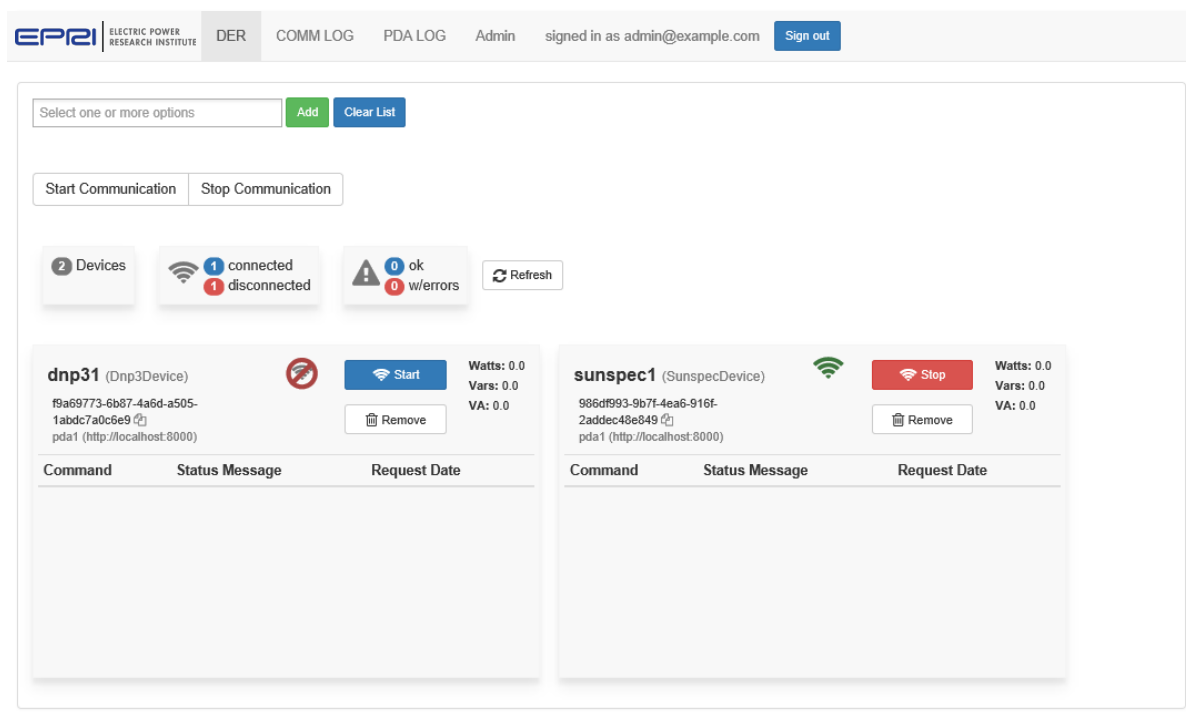 EPRI ELECTRIC POWER
RESEARCH INSTITUTE
DER COMM LOG PDA LOG Admin signed in as admin@example.com Sign out
Select one or more options Add Clear List
Start Communication Stop Communication
2 Devices
1 connected
1 disconnected
0 ok
0 w/errors
Refresh
dnp31 (Dnp3Device)
f9a69773-6b87-4a6d-a505-
1abdc7a0c6e9
pda1 (http://localhost:8000)
Start
Remove
Watts: 0.0
Vars: 0.0
VA: 0.0
Command Status Message Request Date
sunspec1 (SunspecDevice)
986df993-9b7f-4ea6-916f-
2addec48e849
pda1 (http://localhost:8000)
Stop
Remove
Watts: 0.0
Vars: 0.0
VA: 0.0
Command Status Message Request Date